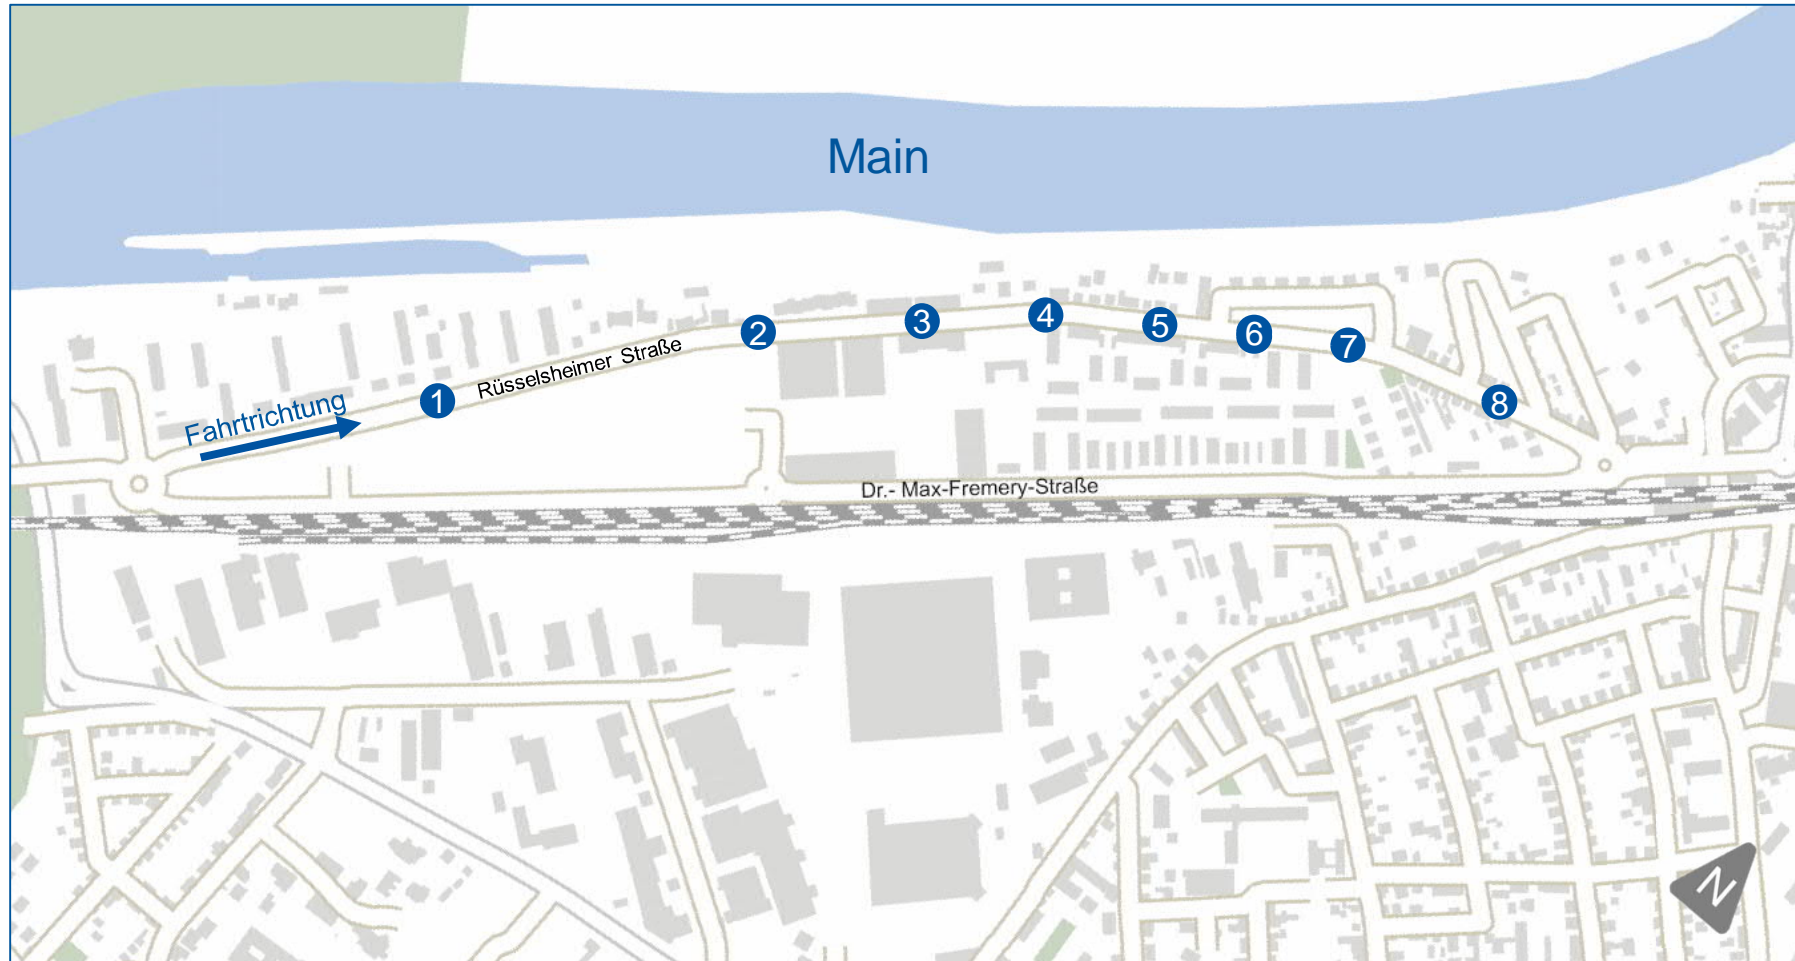 Main
Rüsselsheimer Straße
Fahrtrichtung
1
2
3
4
5
6
7
8
Dr.- Max-Fremery-Straße
N